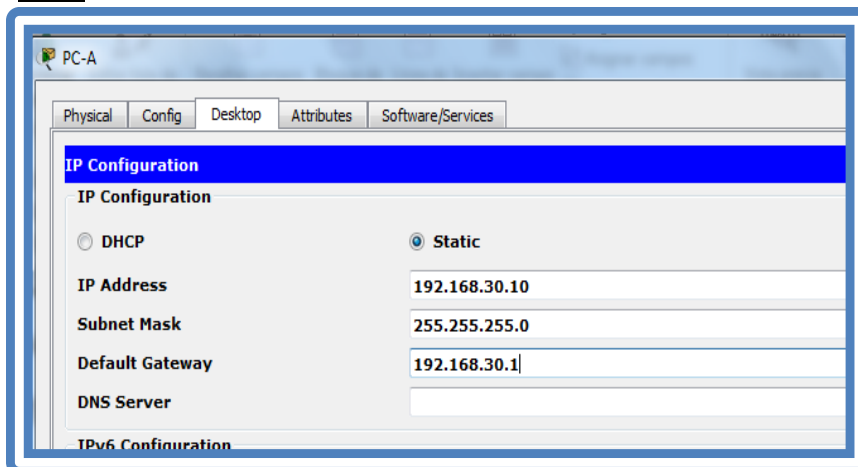 PC-A
Physical Config Desktop Attributes Software/Services
IP Configuration
IP Configuration
DHCP Static
IP Address 192.168.30.10
Subnet Mask 255.255.255.0
Default Gateway 192.168.30.1
DNS Server
IPv6 Configuration